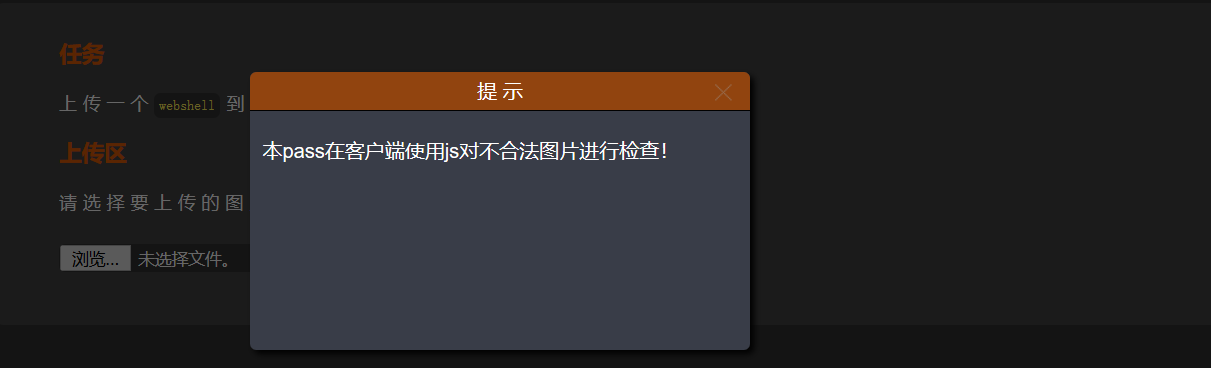 任务
上传一个 webshell 到
上传区
请选择要上传的图
浏览... 未选择文件。
提示
本pass在客户端使用js对不合法图片进行检查！